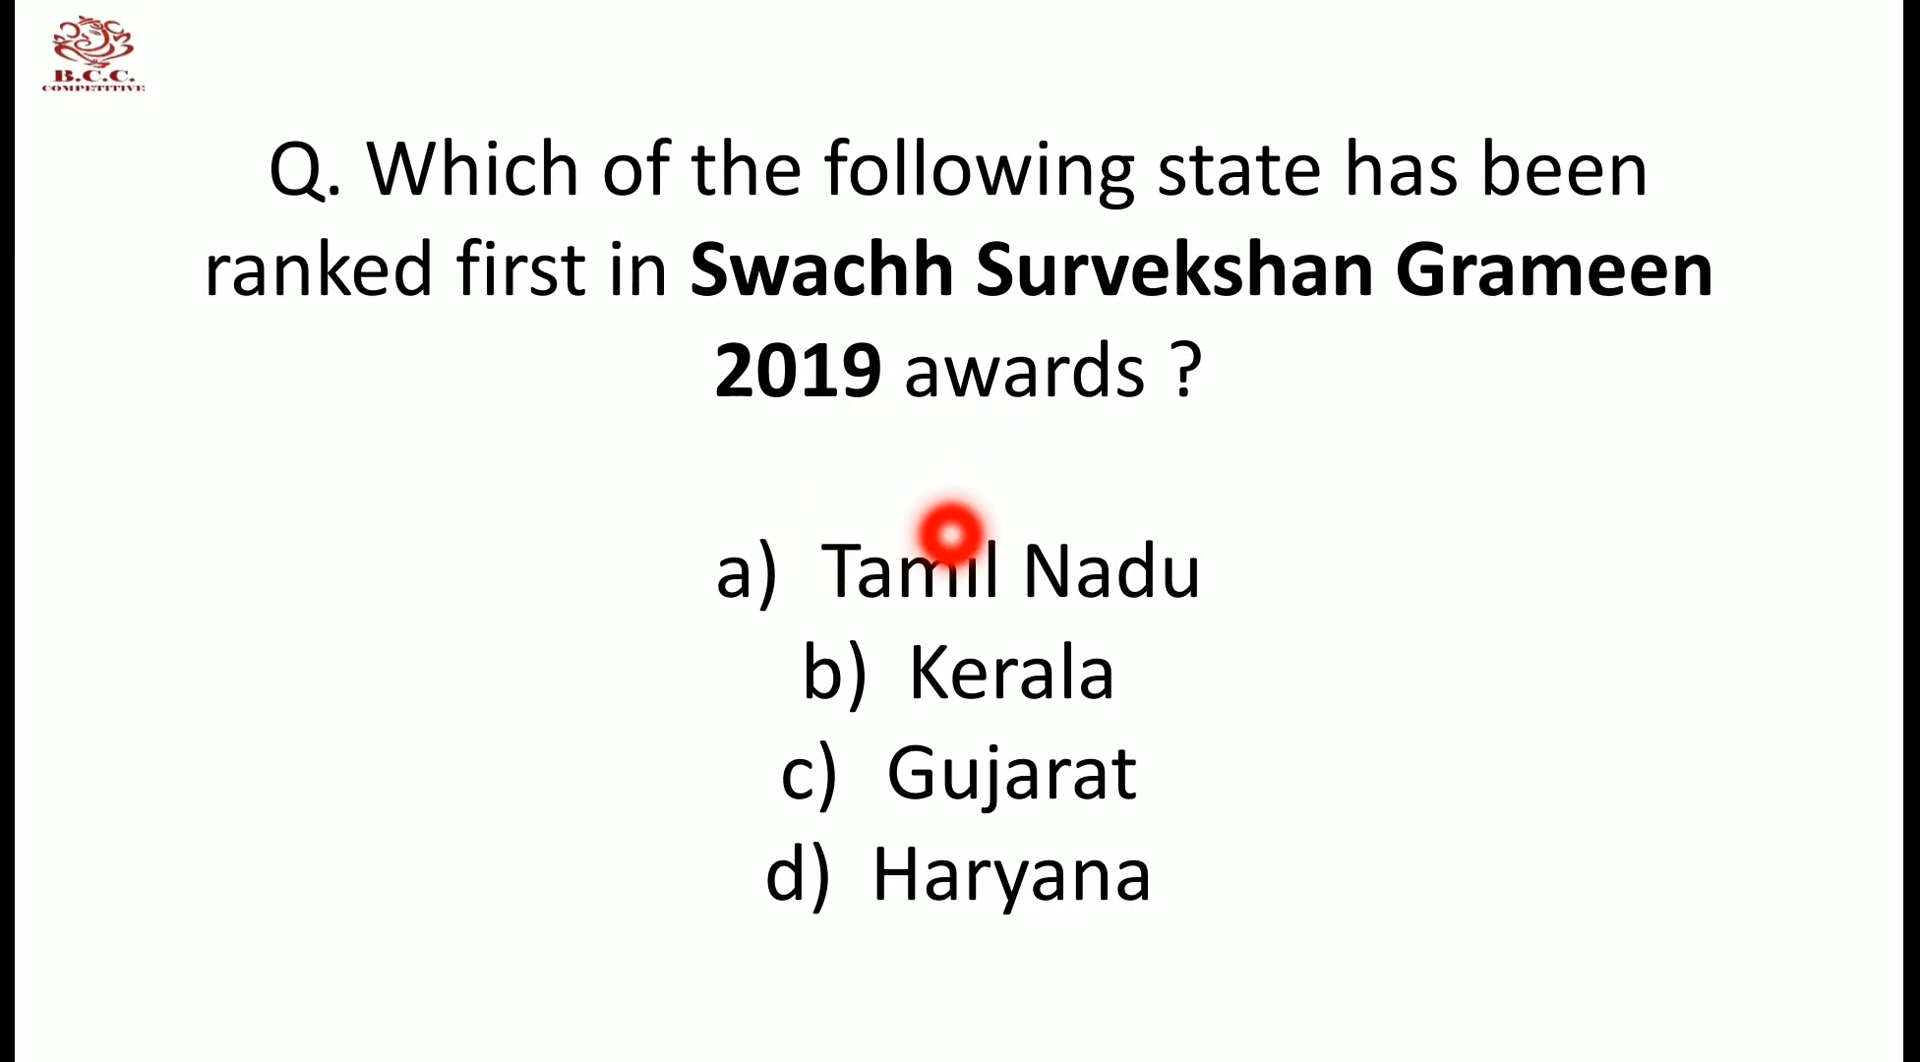 B.C.C.
COMPETITIVE
Q. Which of the following state has been
ranked first in Swachh Survekshan Grameen
2019 awards ?
a) Tamil Nadu
b) Kerala
c) Gujarat
d) Haryana